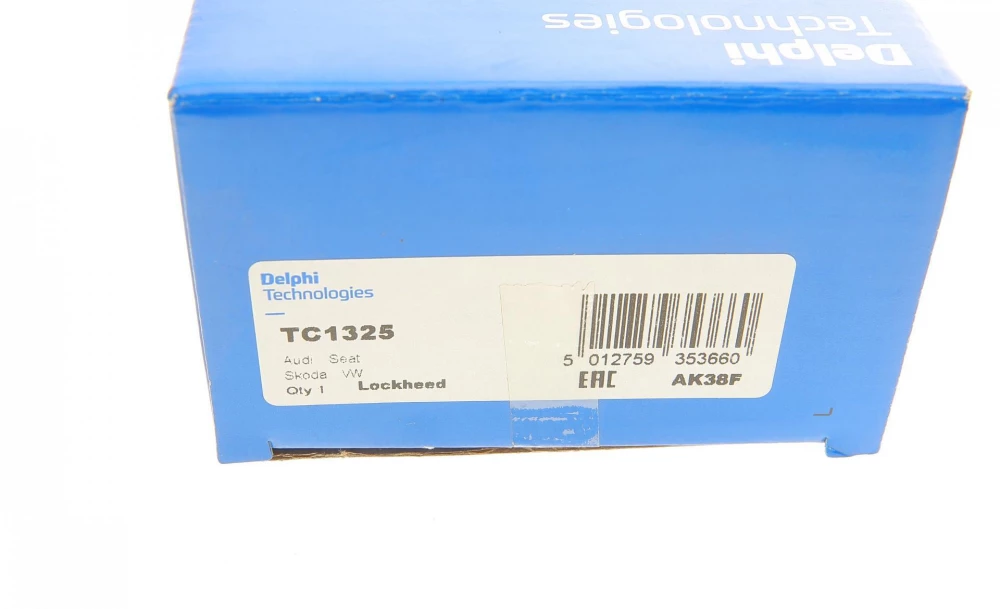 Delphi
Technologies
Delphi
Technologies
TC1325
Audi Seat
Skoda VW
Qty 1 Lockheed
5 012759 353660
EAC AK38F